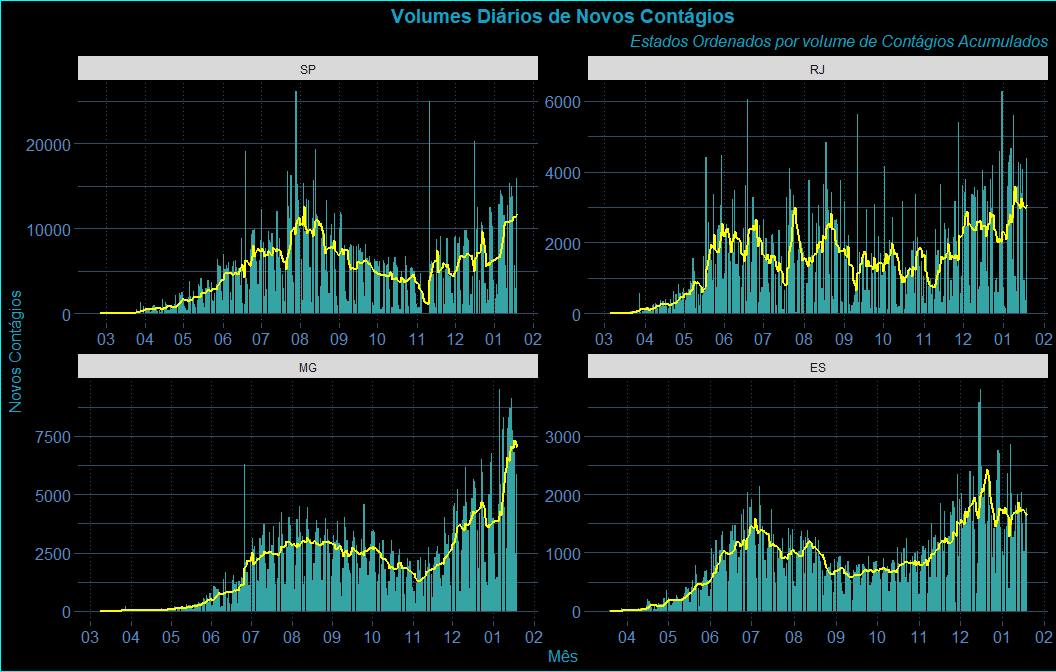 Volumes Diários de Novos Contágios
Estados Ordenados por volume de Contágios Acumulados
SP
RJ
20000
10000
0
6000
4000
2000
0
03 04 05 06 07 08 09 10 11 12 01 02
03 04 05 06 07 08 09 10 11 12 01 02
Novos Contágios
MG
ES
7500
5000
2500
0
3000
2000
1000
0
03 04 05 06 07 08 09 10 11 12 01 02
04 05 06 07 08 09 10 11 12 01 02
Mês